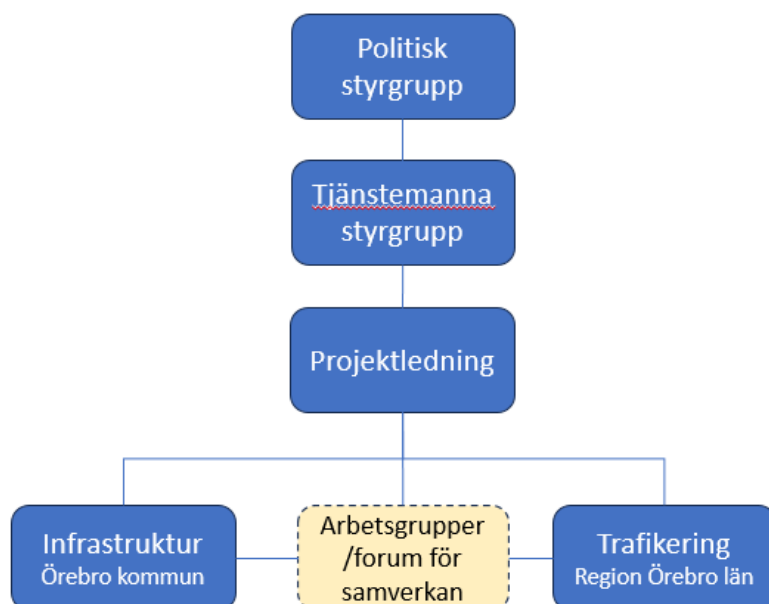 Politisk
styrgrupp
Tjänstemanna
styrgrupp
Projektledning
Infrastruktur
Örebro kommun
Arbetsgrupper
/forum för
samverkan
Trafikering
Region Örebro län